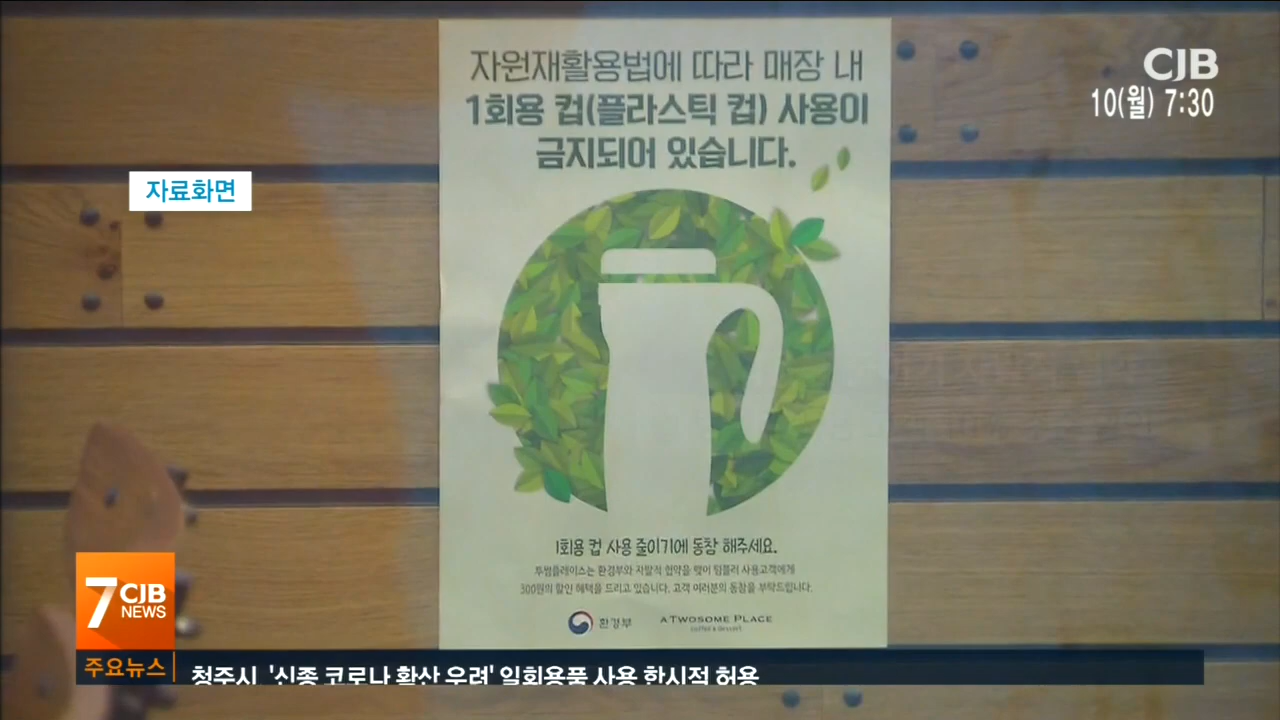 자원재활용법에 따라 매장 내
1회용 컵(플라스틱 컵) 사용이
금지되어 있습니다.
CJB
10(월) 7:30
자료화면
1회용 컵 사용 줄이기에 동참 해주세요.
투썸플레이스는 환경부와 자발적 협약을 맺어 텀블러 사용고객에게
300원의 할인 혜택을 드리고 있습니다. 고객 여러분의 동참을 부탁드립니다.
환경부
A TWOSOME PLACE
coffee & dessert
7 CJB
NEWS
주요뉴스
청주시, '신종 코로나 확산 우려' 일회용품 사용 한시적 허용